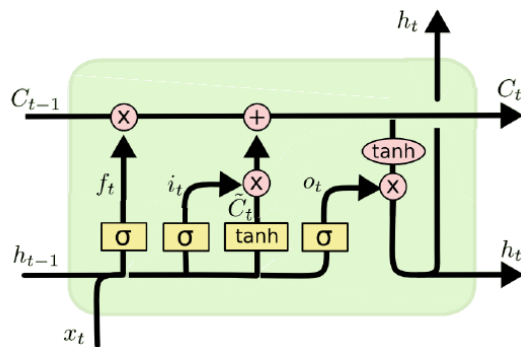 h_t
C_{t-1} x + C_t
tanh
f_t i_t x o_t x
C̃_t
σ σ tanh σ
h_{t-1} h_t
x_t